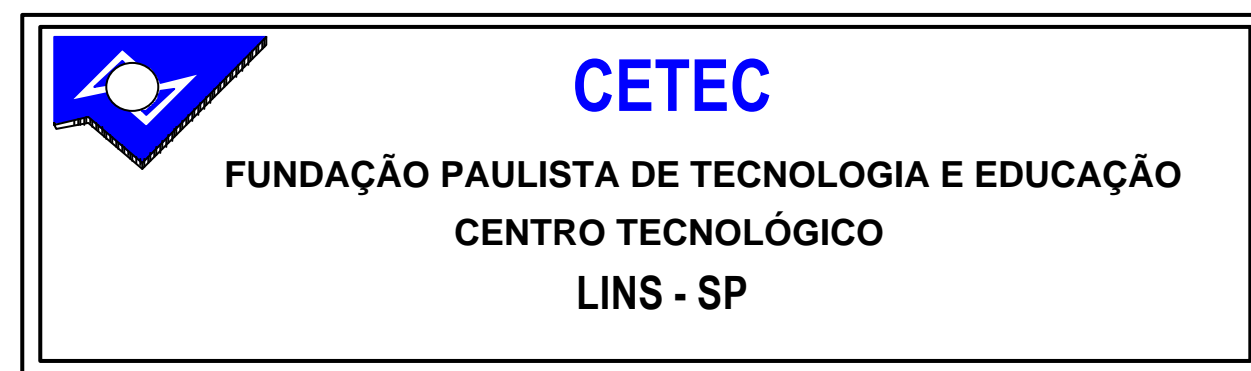 CETEC
FUNDAÇÃO PAULISTA DE TECNOLOGIA E EDUCAÇÃO
CENTRO TECNOLÓGICO
LINS - SP